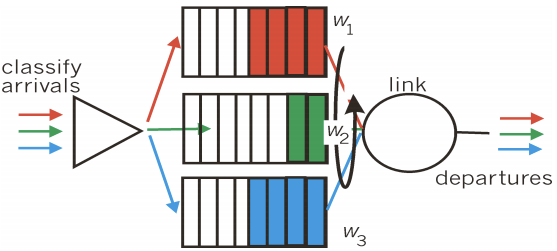 classify
arrivals
w1
w2
w3
link
departures